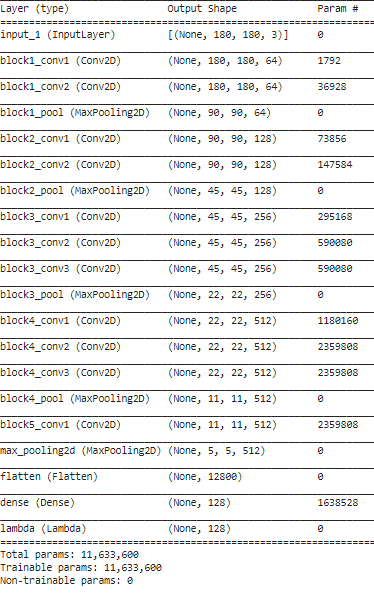 Layer (type) Output Shape Param #
input_1 (InputLayer) [(None, 180, 180, 3)] 0
block1_conv1 (Conv2D) (None, 180, 180, 64) 1792
block1_conv2 (Conv2D) (None, 180, 180, 64) 36928
block1_pool (MaxPooling2D) (None, 90, 90, 64) 0
block2_conv1 (Conv2D) (None, 90, 90, 128) 73856
block2_conv2 (Conv2D) (None, 90, 90, 128) 147584
block2_pool (MaxPooling2D) (None, 45, 45, 128) 0
block3_conv1 (Conv2D) (None, 45, 45, 256) 295168
block3_conv2 (Conv2D) (None, 45, 45, 256) 590080
block3_conv3 (Conv2D) (None, 45, 45, 256) 590080
block3_pool (MaxPooling2D) (None, 22, 22, 256) 0
block4_conv1 (Conv2D) (None, 22, 22, 512) 1180160
block4_conv2 (Conv2D) (None, 22, 22, 512) 2359808
block4_conv3 (Conv2D) (None, 22, 22, 512) 2359808
block4_pool (MaxPooling2D) (None, 11, 11, 512) 0
block5_conv1 (Conv2D) (None, 11, 11, 512) 2359808
max_pooling2d (MaxPooling2D) (None, 5, 5, 512) 0
flatten (Flatten) (None, 12800) 0
dense (Dense) (None, 128) 1638528
lambda (Lambda) (None, 128) 0
Total params: 11,633,600
Trainable params: 11,633,600
Non-trainable params: 0